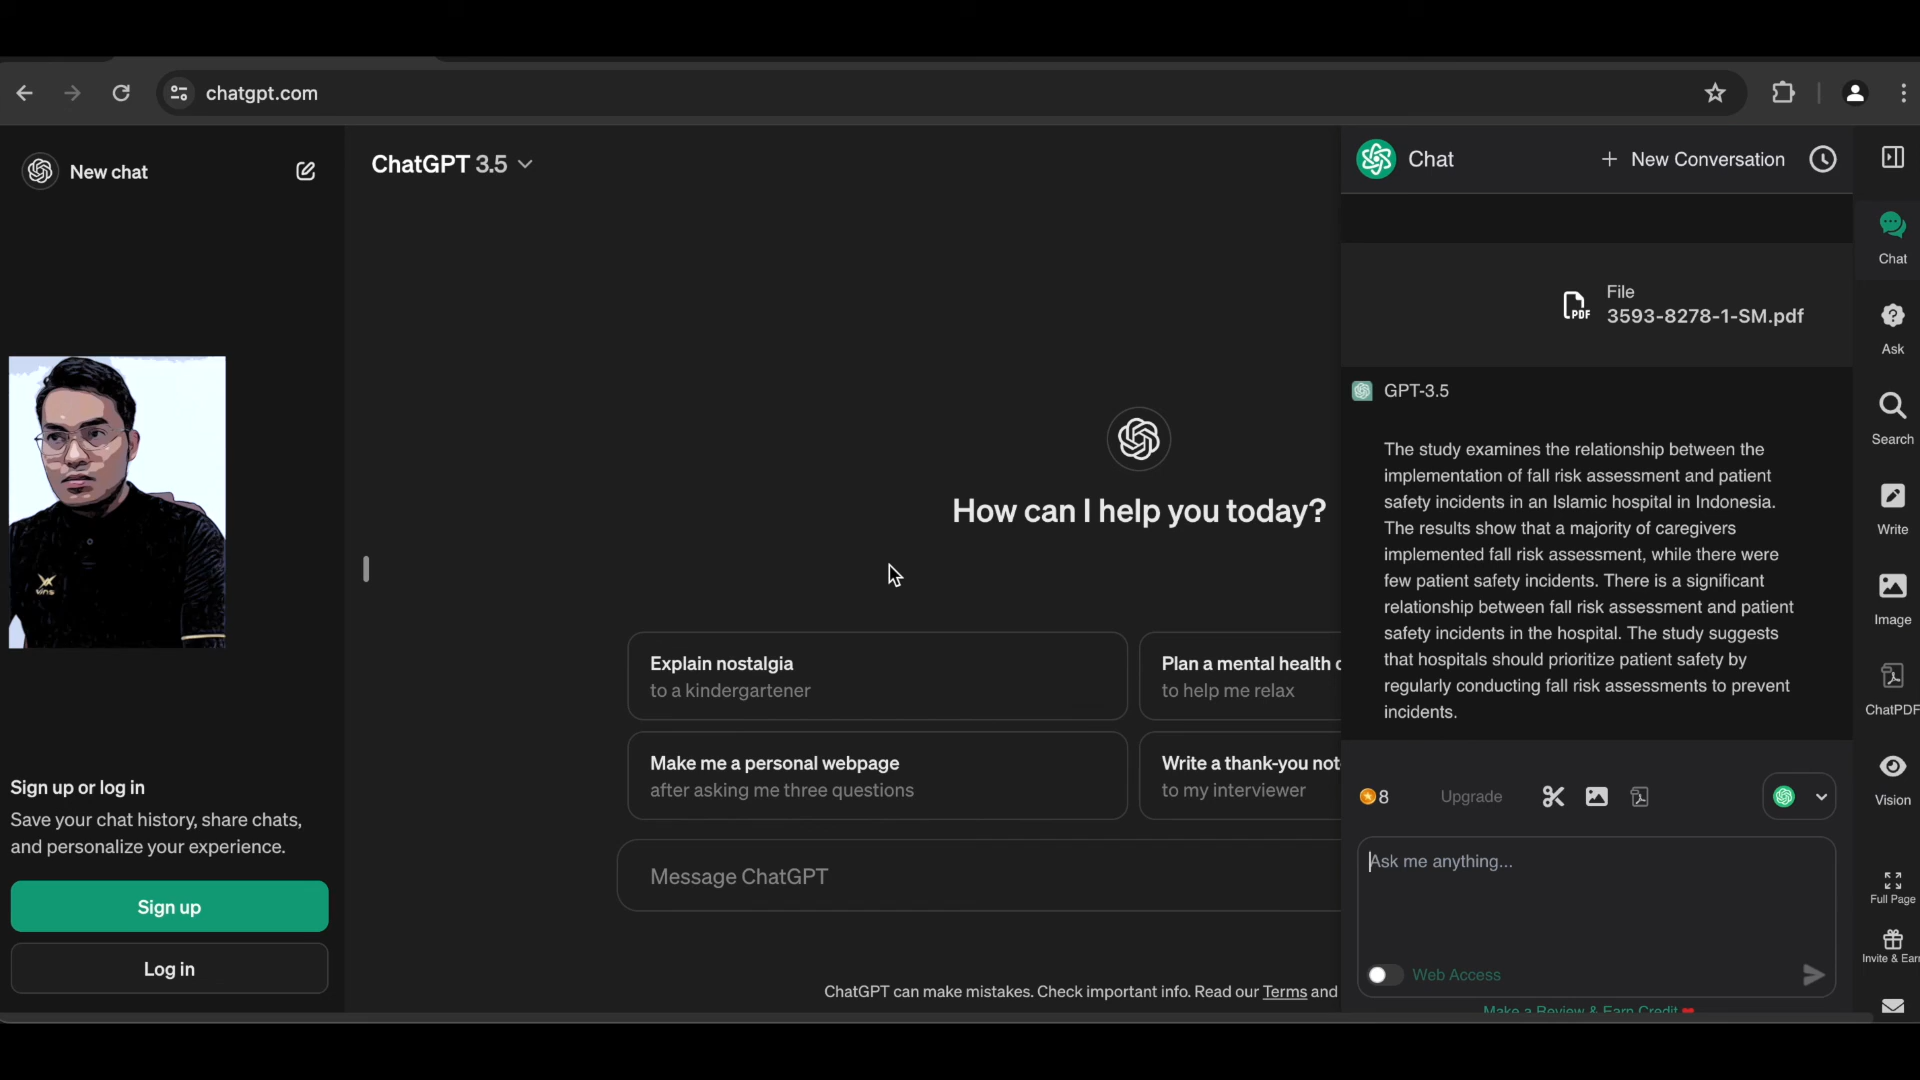 chatgpt.com
New chat
Sign up or log in
Save your chat history, share chats,
and personalize your experience.
Sign up
Log in
ChatGPT 3.5
How can I help you today?
Explain nostalgia
to a kindergartener
Plan a mental health
to help me relax
Make me a personal webpage
after asking me three questions
Write a thank-you not
to my interviewer
Message ChatGPT
ChatGPT can make mistakes. Check important info. Read our Terms and
Chat
+ New Conversation
File
PDF
3593-8278-1-SM.pdf
GPT-3.5
The study examines the relationship between the
implementation of fall risk assessment and patient
safety incidents in an Islamic hospital in Indonesia.
The results show that a majority of caregivers
implemented fall risk assessment, while there were
few patient safety incidents. There is a significant
relationship between fall risk assessment and patient
safety incidents in the hospital. The study suggests
that hospitals should prioritize patient safety by
regularly conducting fall risk assessments to prevent
incidents.
8
Upgrade
Ask me anything...
Web Access
Make a Review & Earn Credit
Chat
Ask
Search
Write
Image
ChatPDF
Vision
Full Page
Invite & Earn